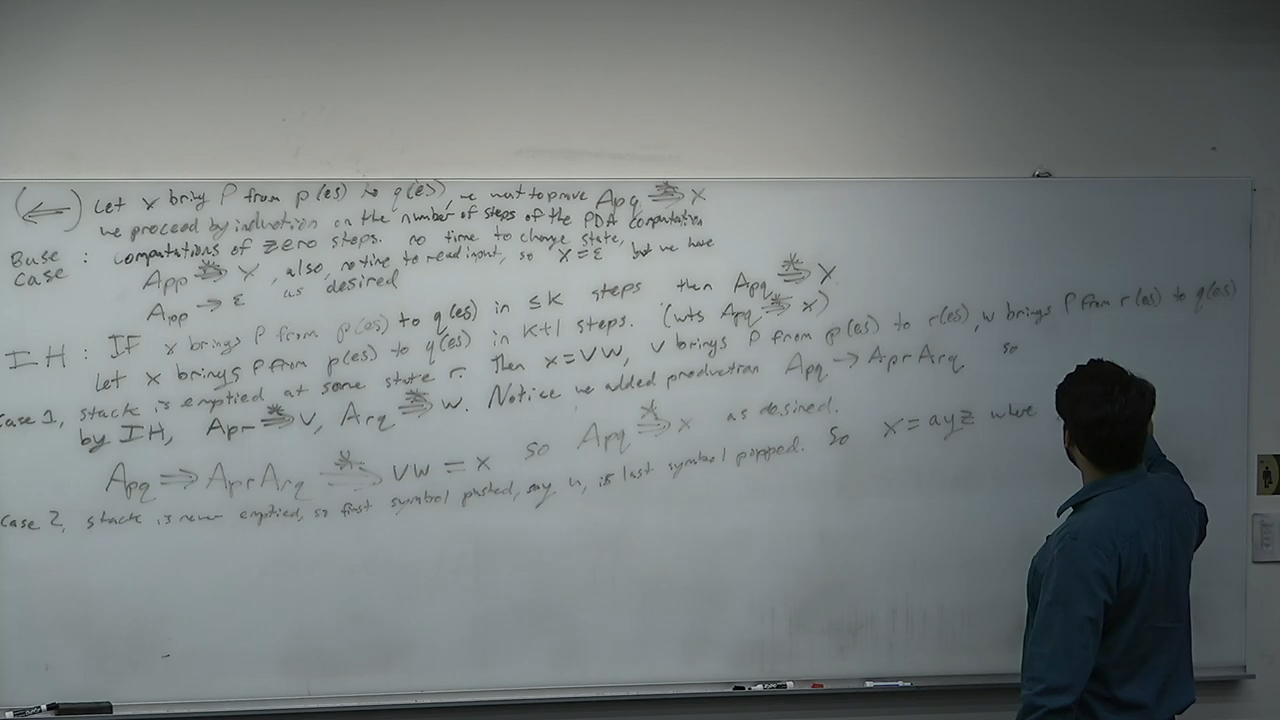 (⇐) Let x bring P from p(es) to q(es), we want to prove Apq ⇒* x
we proceed by induction on the number of steps of the PDA computation
Base Case : computations of zero steps. no time to change state,
App ⇒* x, also, no time to read input, so x=ε but we have
App → ε as desired
IH : If x brings P from p(es) to q(es) in ≤k steps then Apq ⇒* x
Let x brings P from p(es) to q(es) in k+1 steps. (wts Apq ⇒* x)
Case 1, stack is emptied at some state r. Then x=vw, v brings P from p(es) to r(es), w brings P from r(es) to q(es)
by IH, Apr ⇒* v, Arq ⇒* w. Notice we added production Apq → AprArq so
Apq ⇒ AprArq ⇒* vw = x so Apq ⇒* x as desired.
Case 2, stack is never emptied, so first symbol pushed, say u, is last symbol popped. So x=ayz where